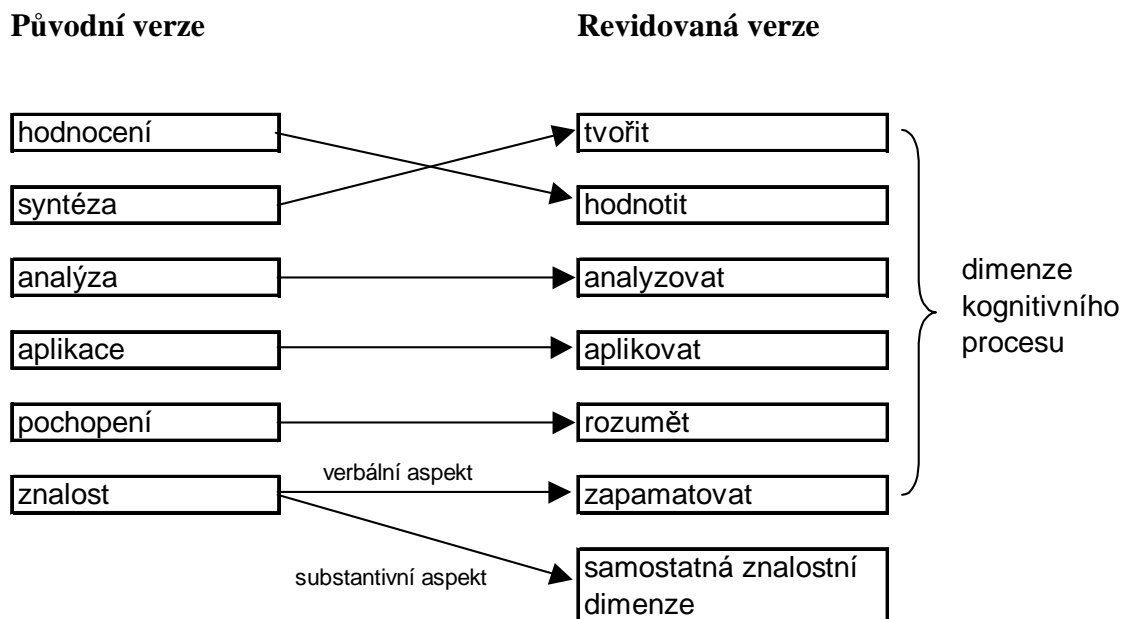 Původní verze
Revidovaná verze
hodnocení
tvořit
syntéza
hodnotit
analýza
analyzovat
dimenze
kognitivního
procesu
aplikace
aplikovat
pochopení
rozumět
verbální aspekt
znalost
zapamatovat
substantivní aspekt
samostatná znalostní
dimenze